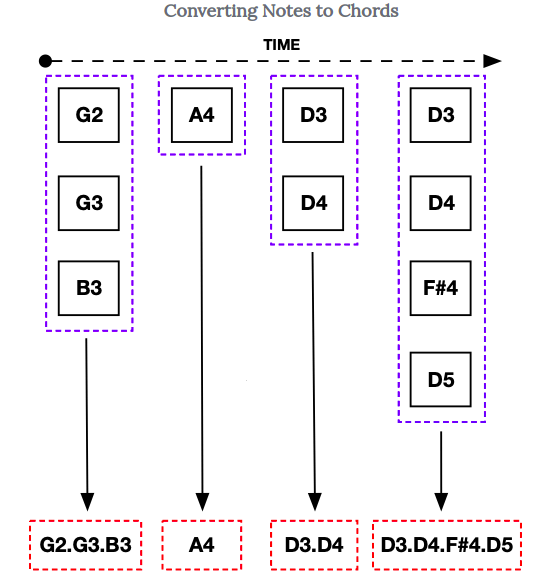 Converting Notes to Chords
TIME
G2 A4 D3 D3
G3 D4 D4
B3 F#4
D5
G2.G3.B3 A4 D3.D4 D3.D4.F#4.D5